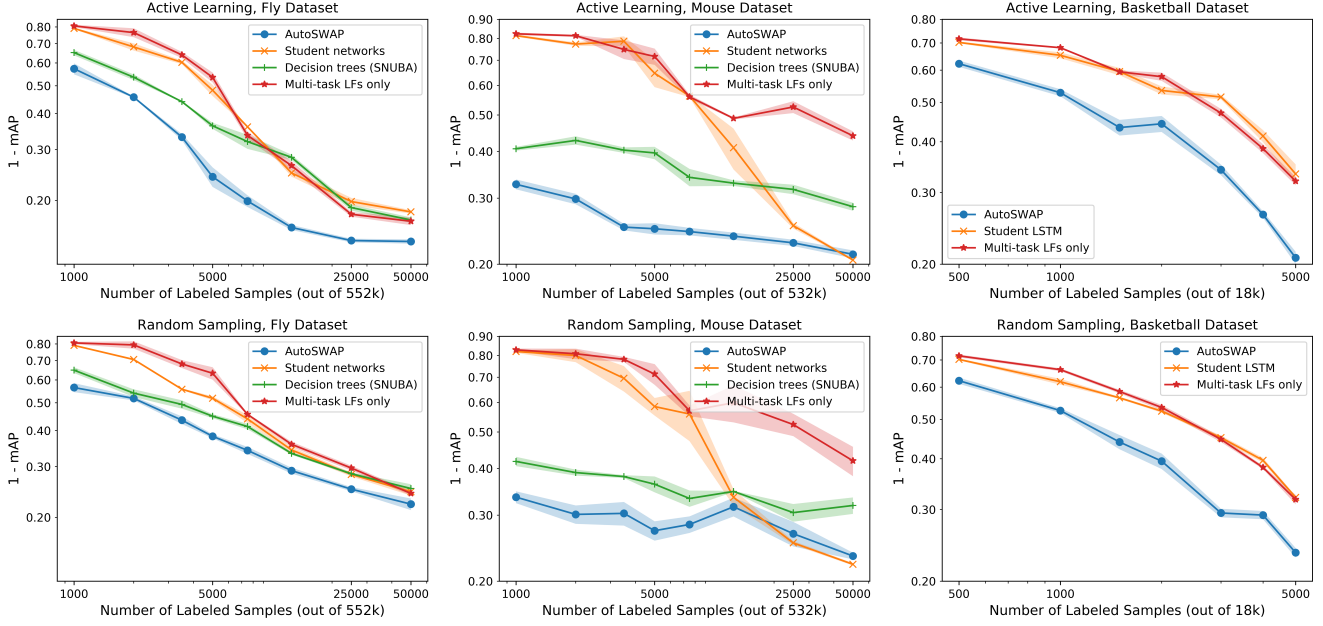 Active Learning, Fly Dataset
1 - mAP
0.80
0.70
0.60
0.50
0.40
0.30
0.20
AutoSWAP
Student networks
Decision trees (SNUBA)
Multi-task LFs only
1000
5000
25000
50000
Number of Labeled Samples (out of 552k)
Active Learning, Mouse Dataset
1 - mAP
0.90
0.80
0.70
0.60
0.50
0.40
0.30
0.20
AutoSWAP
Student networks
Decision trees (SNUBA)
Multi-task LFs only
1000
5000
25000
50000
Number of Labeled Samples (out of 532k)
Active Learning, Basketball Dataset
1 - mAP
0.80
0.70
0.60
0.50
0.40
0.30
0.20
AutoSWAP
Student LSTM
Multi-task LFs only
500
1000
5000
Number of Labeled Samples (out of 18k)
Random Sampling, Fly Dataset
1 - mAP
0.80
0.70
0.60
0.50
0.40
0.30
0.20
AutoSWAP
Student networks
Decision trees (SNUBA)
Multi-task LFs only
1000
5000
25000
50000
Number of Labeled Samples (out of 552k)
Random Sampling, Mouse Dataset
1 - mAP
0.90
0.80
0.70
0.60
0.50
0.40
0.30
0.20
AutoSWAP
Student networks
Decision trees (SNUBA)
Multi-task LFs only
1000
5000
25000
50000
Number of Labeled Samples (out of 532k)
Random Sampling, Basketball Dataset
1 - mAP
0.80
0.70
0.60
0.50
0.40
0.30
0.20
AutoSWAP
Student LSTM
Multi-task LFs only
500
1000
5000
Number of Labeled Samples (out of 18k)